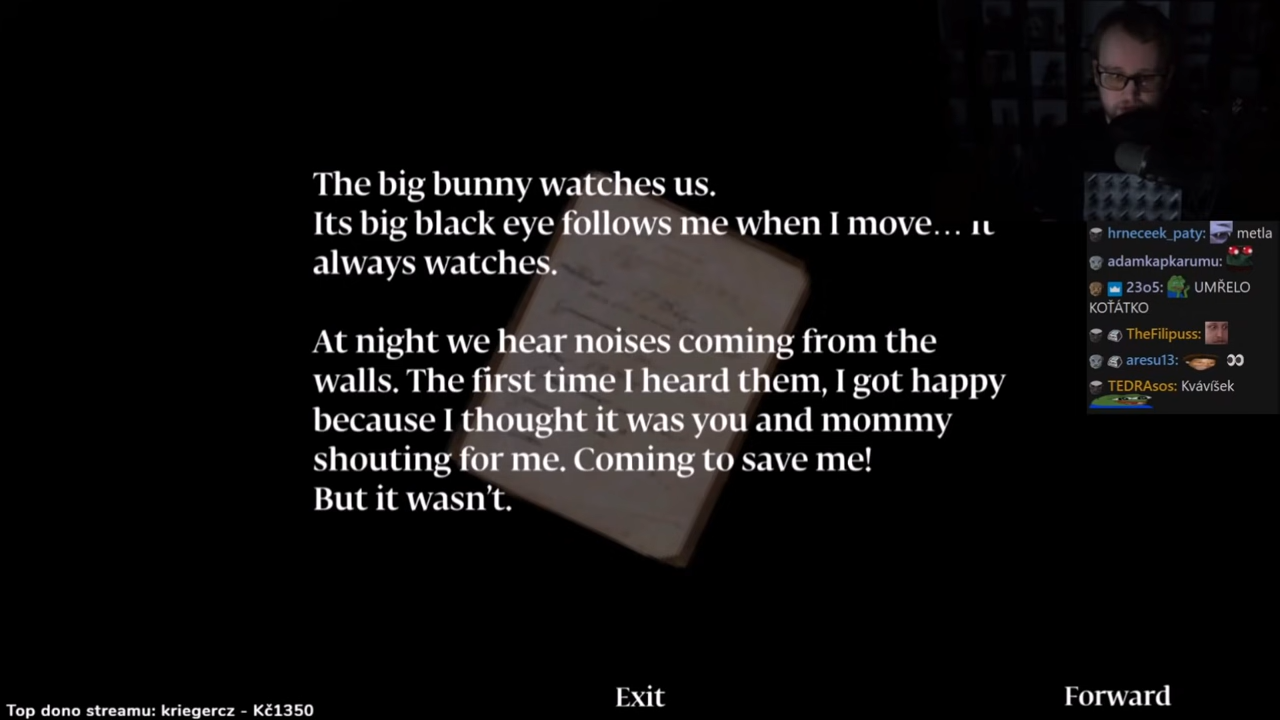 The big bunny watches us.
Its big black eye follows me when I move... It
always watches.
At night we hear noises coming from the
walls. The first time I heard them, I got happy
because I thought it was you and mommy
shouting for me. Coming to save me!
But it wasn't.
Exit
Forward
hrneceek_paty: metla
adamkapkarumu:
23o5: UMŘELO
KOŤÁTKO
TheFilipuss:
aresu13:
TEDRAsos: Kvávíšek
Top dono streamu: kriegercz - Kč1350